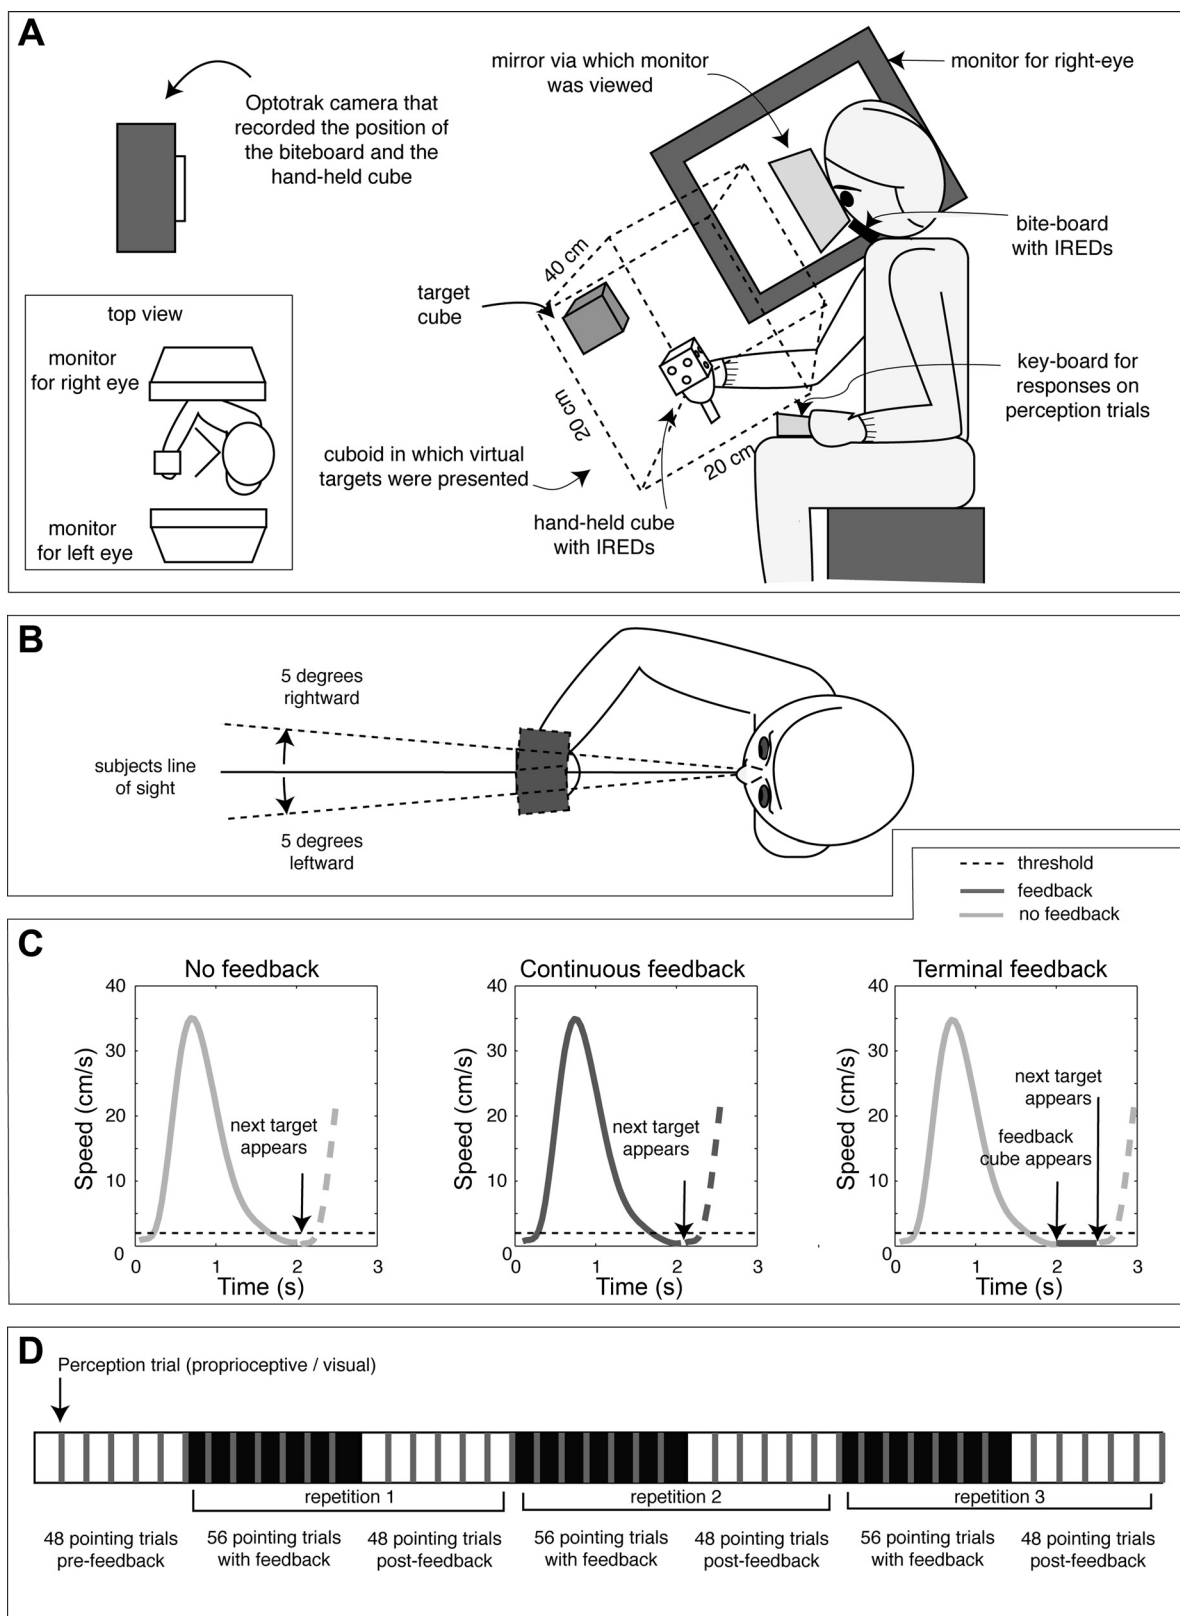 A
Optotrak camera that
recorded the position of
the biteboard and the
hand-held cube
mirror via which monitor
was viewed
monitor for right-eye
bite-board
with IREDs
40 cm
target
cube
20 cm
20 cm
key-board for
responses on
perception trials
cuboid in which virtual
targets were presented
hand-held cube
with IREDs
top view
monitor
for right eye
monitor
for left eye
B
5 degrees
rightward
subjects line
of sight
5 degrees
leftward
threshold
feedback
no feedback
C
No feedback
40
30
20
10
0
Speed (cm/s)
next target
appears
0 1 2 3
Time (s)
Continuous feedback
40
30
20
10
0
Speed (cm/s)
next target
appears
0 1 2 3
Time (s)
Terminal feedback
40
30
20
10
0
Speed (cm/s)
next target
appears
feedback
cube appears
0 1 2 3
Time (s)
D
Perception trial (proprioceptive / visual)
repetition 1
repetition 2
repetition 3
48 pointing trials
pre-feedback
56 pointing trials
with feedback
48 pointing trials
post-feedback
56 pointing trials
with feedback
48 pointing trials
post-feedback
56 pointing trials
with feedback
48 pointing trials
post-feedback